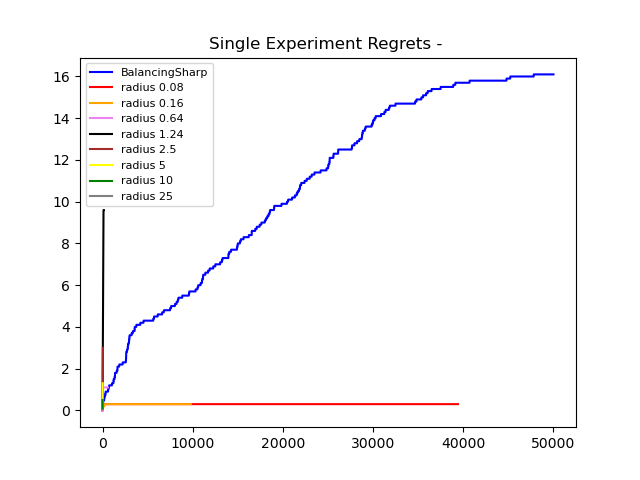 Single Experiment Regrets -
BalancingSharp
radius 0.08
radius 0.16
radius 0.64
radius 1.24
radius 2.5
radius 5
radius 10
radius 25
16
14
12
10
8
6
4
2
0
0 10000 20000 30000 40000 50000